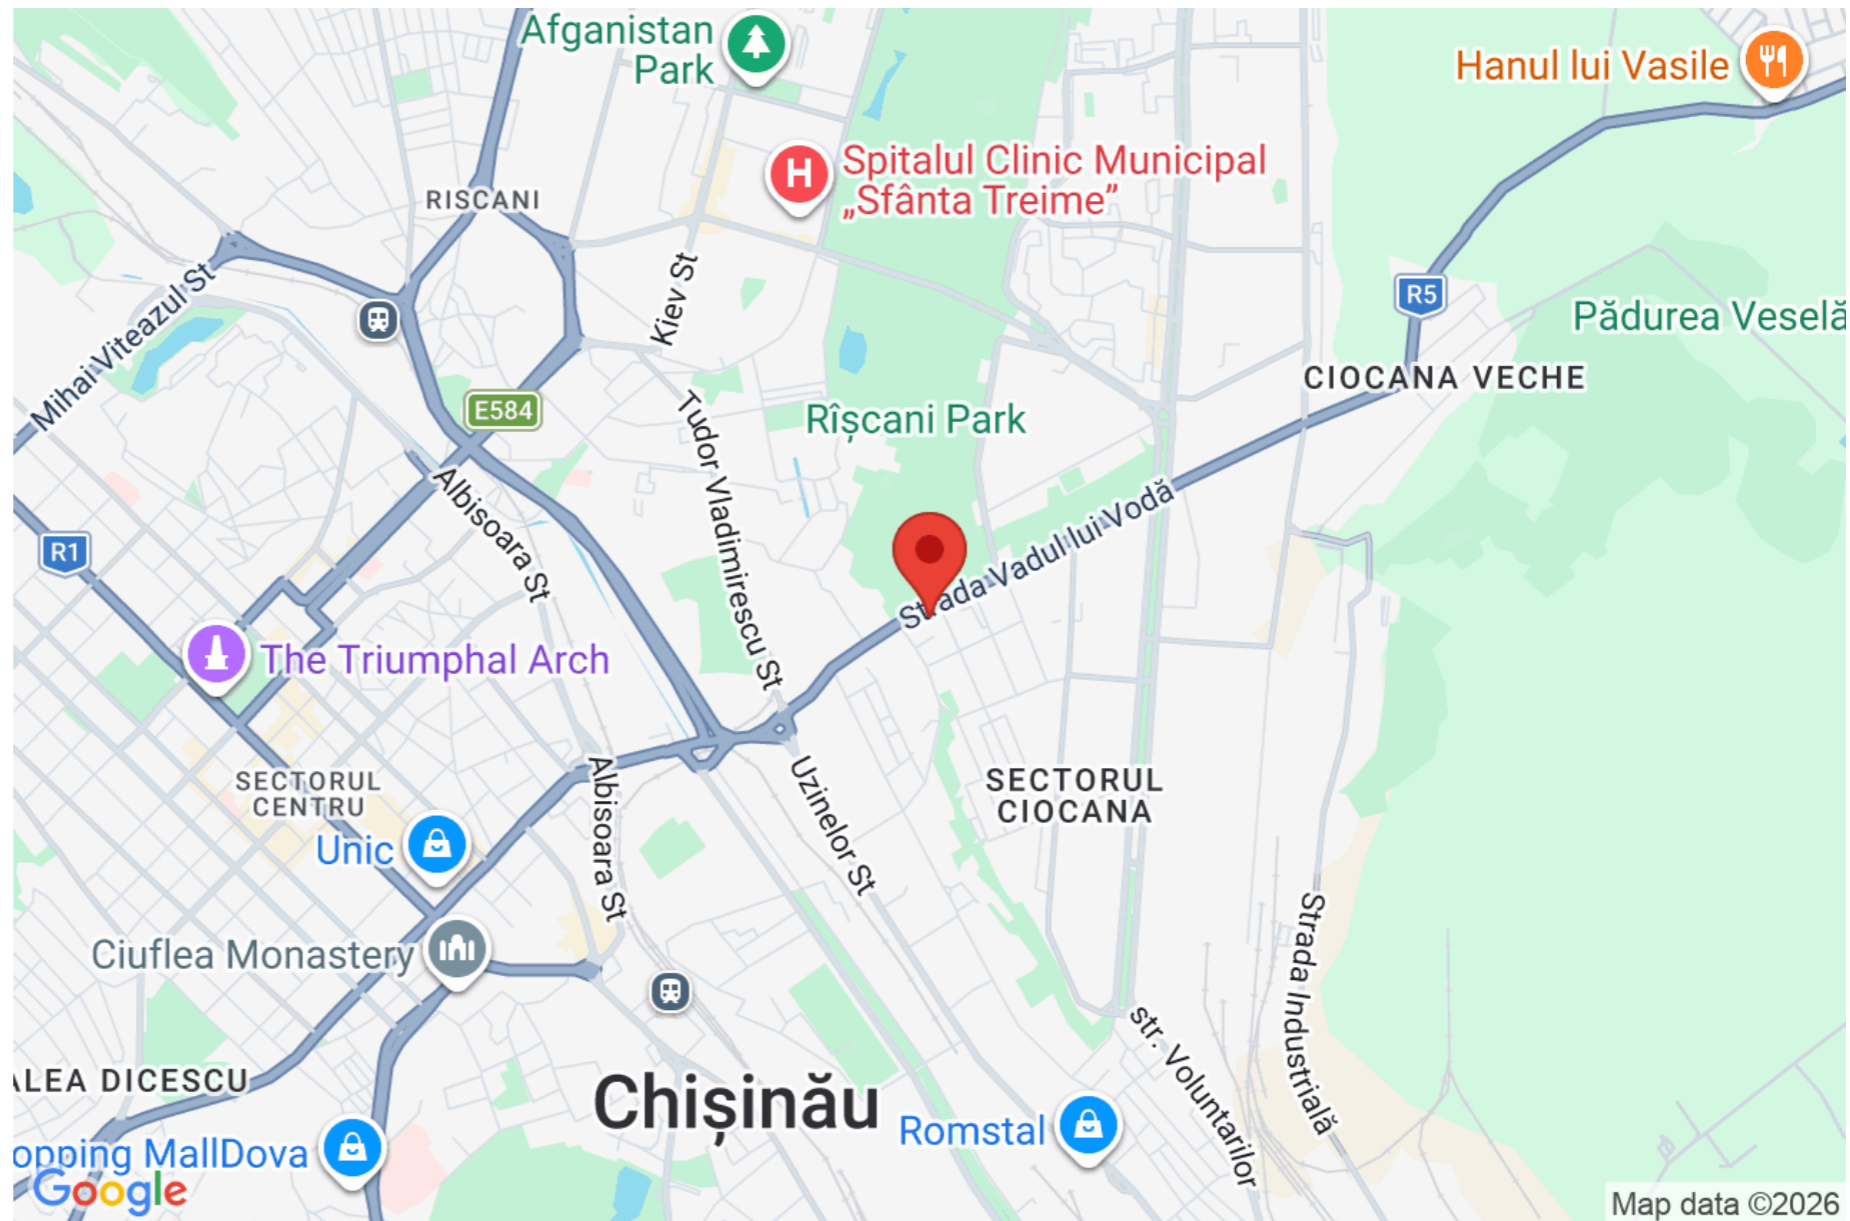 Afganistan
Park
Hanul lui Vasile
Spitalul Clinic Municipal
„Sfânta Treime”
RISCANI
Mihai Viteazul St
Kiev St
R5
Pădurea Veselă
CIOCANA VECHE
E584
Rîșcani Park
Tudor Vladimirescu St
Albisoara St
Strada Vadul lui Vodă
R1
The Triumphal Arch
SECTORUL
CENTRU
Unic
Albisoara St
Uzinelor St
SECTORUL
CIOCANA
Ciuflea Monastery
Strada Industrială
str. Voluntarilor
ALEA DICESCU
Chișinău
Romstal
opping MallDova
Google
Map data ©2026